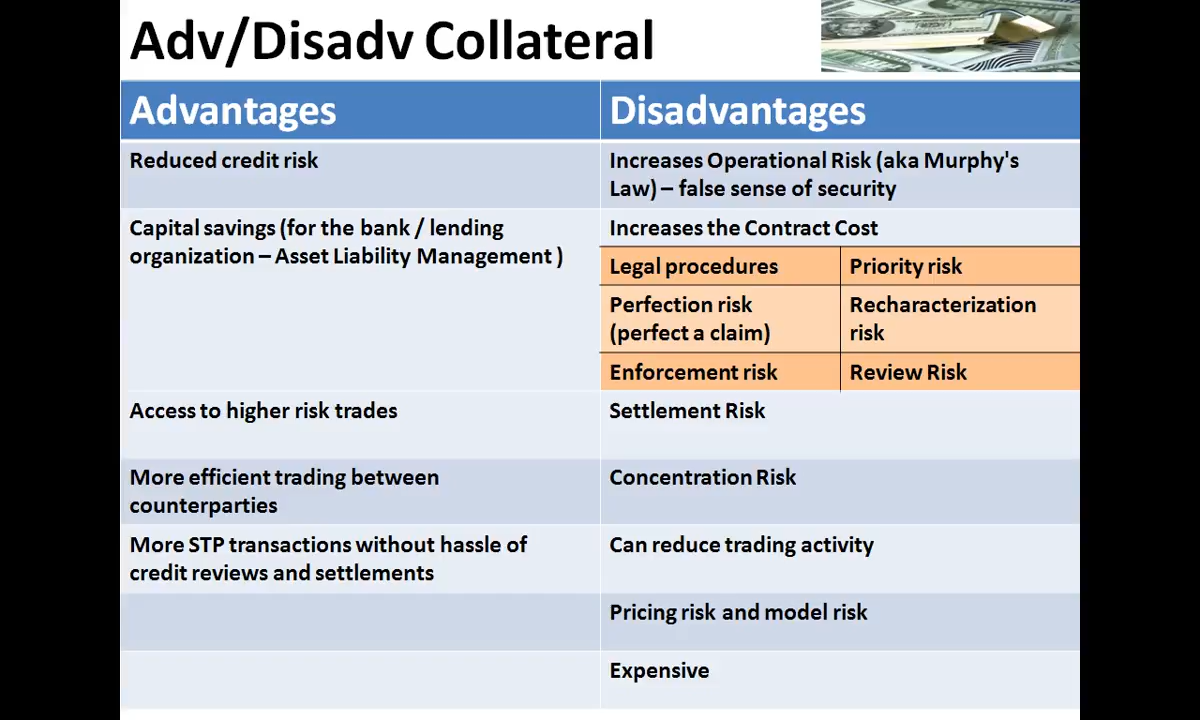 Adv/Disadv Collateral
Advantages
Disadvantages
Reduced credit risk
Increases Operational Risk (aka Murphy's
Law) – false sense of security
Capital savings (for the bank / lending
organization – Asset Liability Management )
Increases the Contract Cost
Legal procedures
Priority risk
Perfection risk
(perfect a claim)
Recharacterization
risk
Enforcement risk
Review Risk
Access to higher risk trades
Settlement Risk
More efficient trading between
counterparties
Concentration Risk
More STP transactions without hassle of
credit reviews and settlements
Can reduce trading activity
Pricing risk and model risk
Expensive